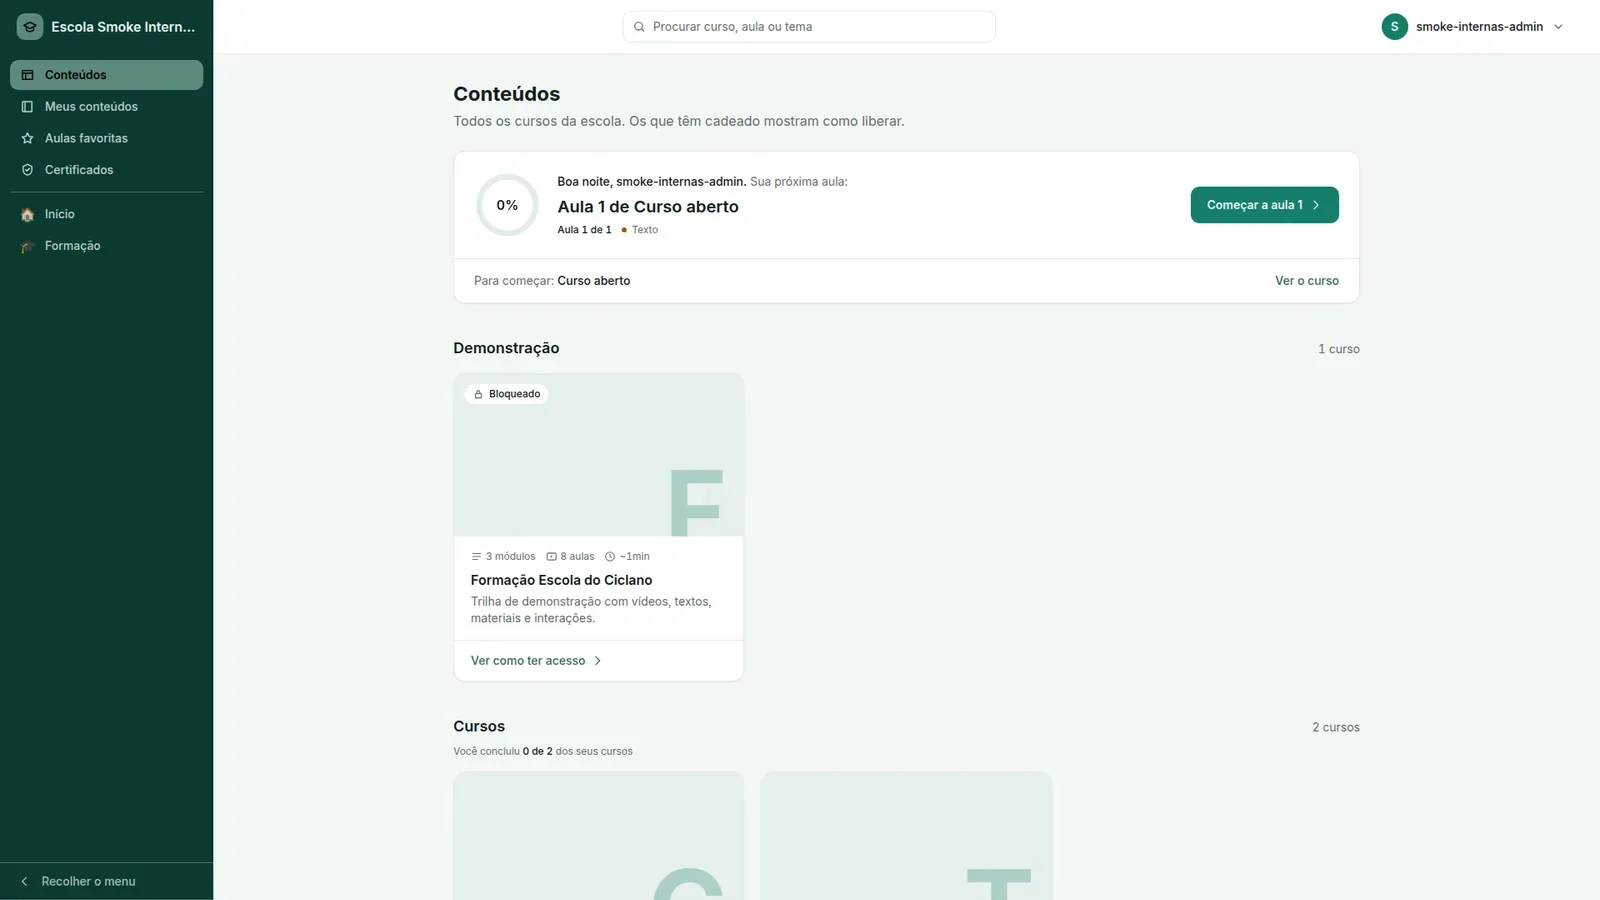 Escola Smoke Intern...
Procurar curso, aula ou tema
S
smoke-internas-admin
Conteúdos
Meus conteúdos
Aulas favoritas
Certificados
Início
Formação
Recolher o menu
Conteúdos
Todos os cursos da escola. Os que têm cadeado mostram como liberar.
0%
Boa noite, smoke-internas-admin. Sua próxima aula:
Aula 1 de Curso aberto
Aula 1 de 1 • Texto
Começar a aula 1
Para começar: Curso aberto
Ver o curso
Demonstração
1 curso
Bloqueado
F
3 módulos 8 aulas ~1min
Formação Escola do Ciclano
Trilha de demonstração com vídeos, textos,
materiais e interações.
Ver como ter acesso
Cursos
2 cursos
Você concluiu 0 de 2 dos seus cursos
C
T